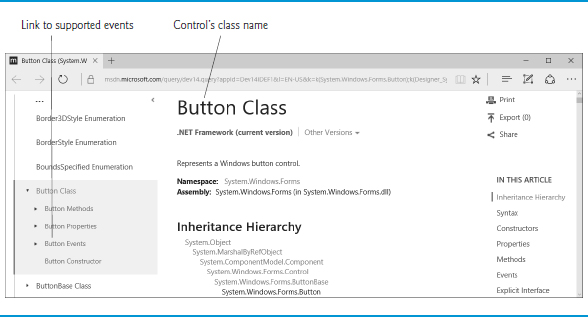 Link to supported events
Control's class name
Button Class (System.W
msdn.microsoft.com/query/dev14.query?appId=Dev14IDEF1&l=EN-US&k=k(System.Windows.Forms.Button);k(Designer_Sy
...
Border3DStyle Enumeration
BorderStyle Enumeration
BoundsSpecified Enumeration
Button Class
Button Methods
Button Properties
Button Events
Button Constructor
ButtonBase Class
Button Class
.NET Framework (current version) | Other Versions
Represents a Windows button control.
Namespace: System.Windows.Forms
Assembly: System.Windows.Forms (in System.Windows.Forms.dll)
Inheritance Hierarchy
System.Object
System.MarshalByRefObject
System.ComponentModel.Component
System.Windows.Forms.Control
System.Windows.Forms.ButtonBase
System.Windows.Forms.Button
Print
Export (0)
Share
IN THIS ARTICLE
Inheritance Hierarchy
Syntax
Constructors
Properties
Methods
Events
Explicit Interface